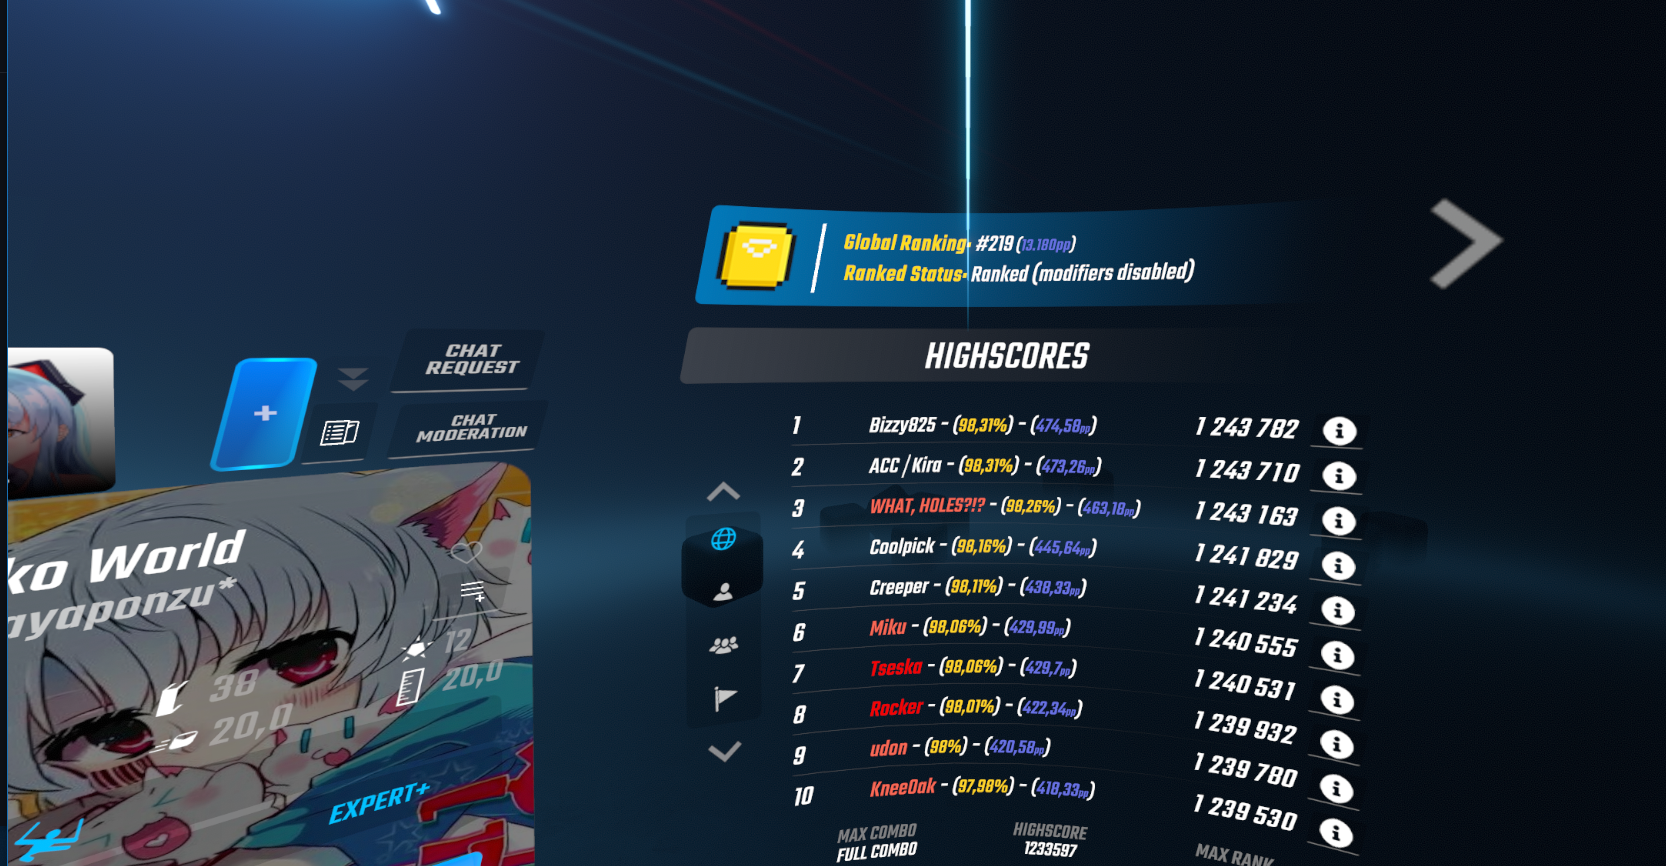 Global Ranking: #219 (13.180pp)
Ranked Status: Ranked (modifiers disabled)
HIGHSCORES
1 Bizzy825 - (98,31%) - (474,58pp) 1 243 782
2 ACC / Kira - (98,31%) - (473,26pp) 1 243 710
3 WHAT, HOLES?!? - (98,26%) - (463,18pp) 1 243 163
4 Coolpick - (98,16%) - (445,64pp) 1 241 829
5 Creeper - (98,11%) - (438,33pp) 1 241 234
6 Miku - (98,06%) - (429,99pp) 1 240 555
7 Tseska - (98,06%) - (429,7pp) 1 240 531
8 Rocker - (98,01%) - (422,34pp) 1 239 932
9 udon - (98%) - (420,58pp) 1 239 780
10 KneeOak - (97,98%) - (418,33pp) 1 239 530
MAX COMBO
FULL COMBO
HIGHSCORE
1233597
MAX RANK
CHAT
REQUEST
CHAT
MODERATION
ko World
ayaponzu*
38
12
20,0
20,0
EXPERT+